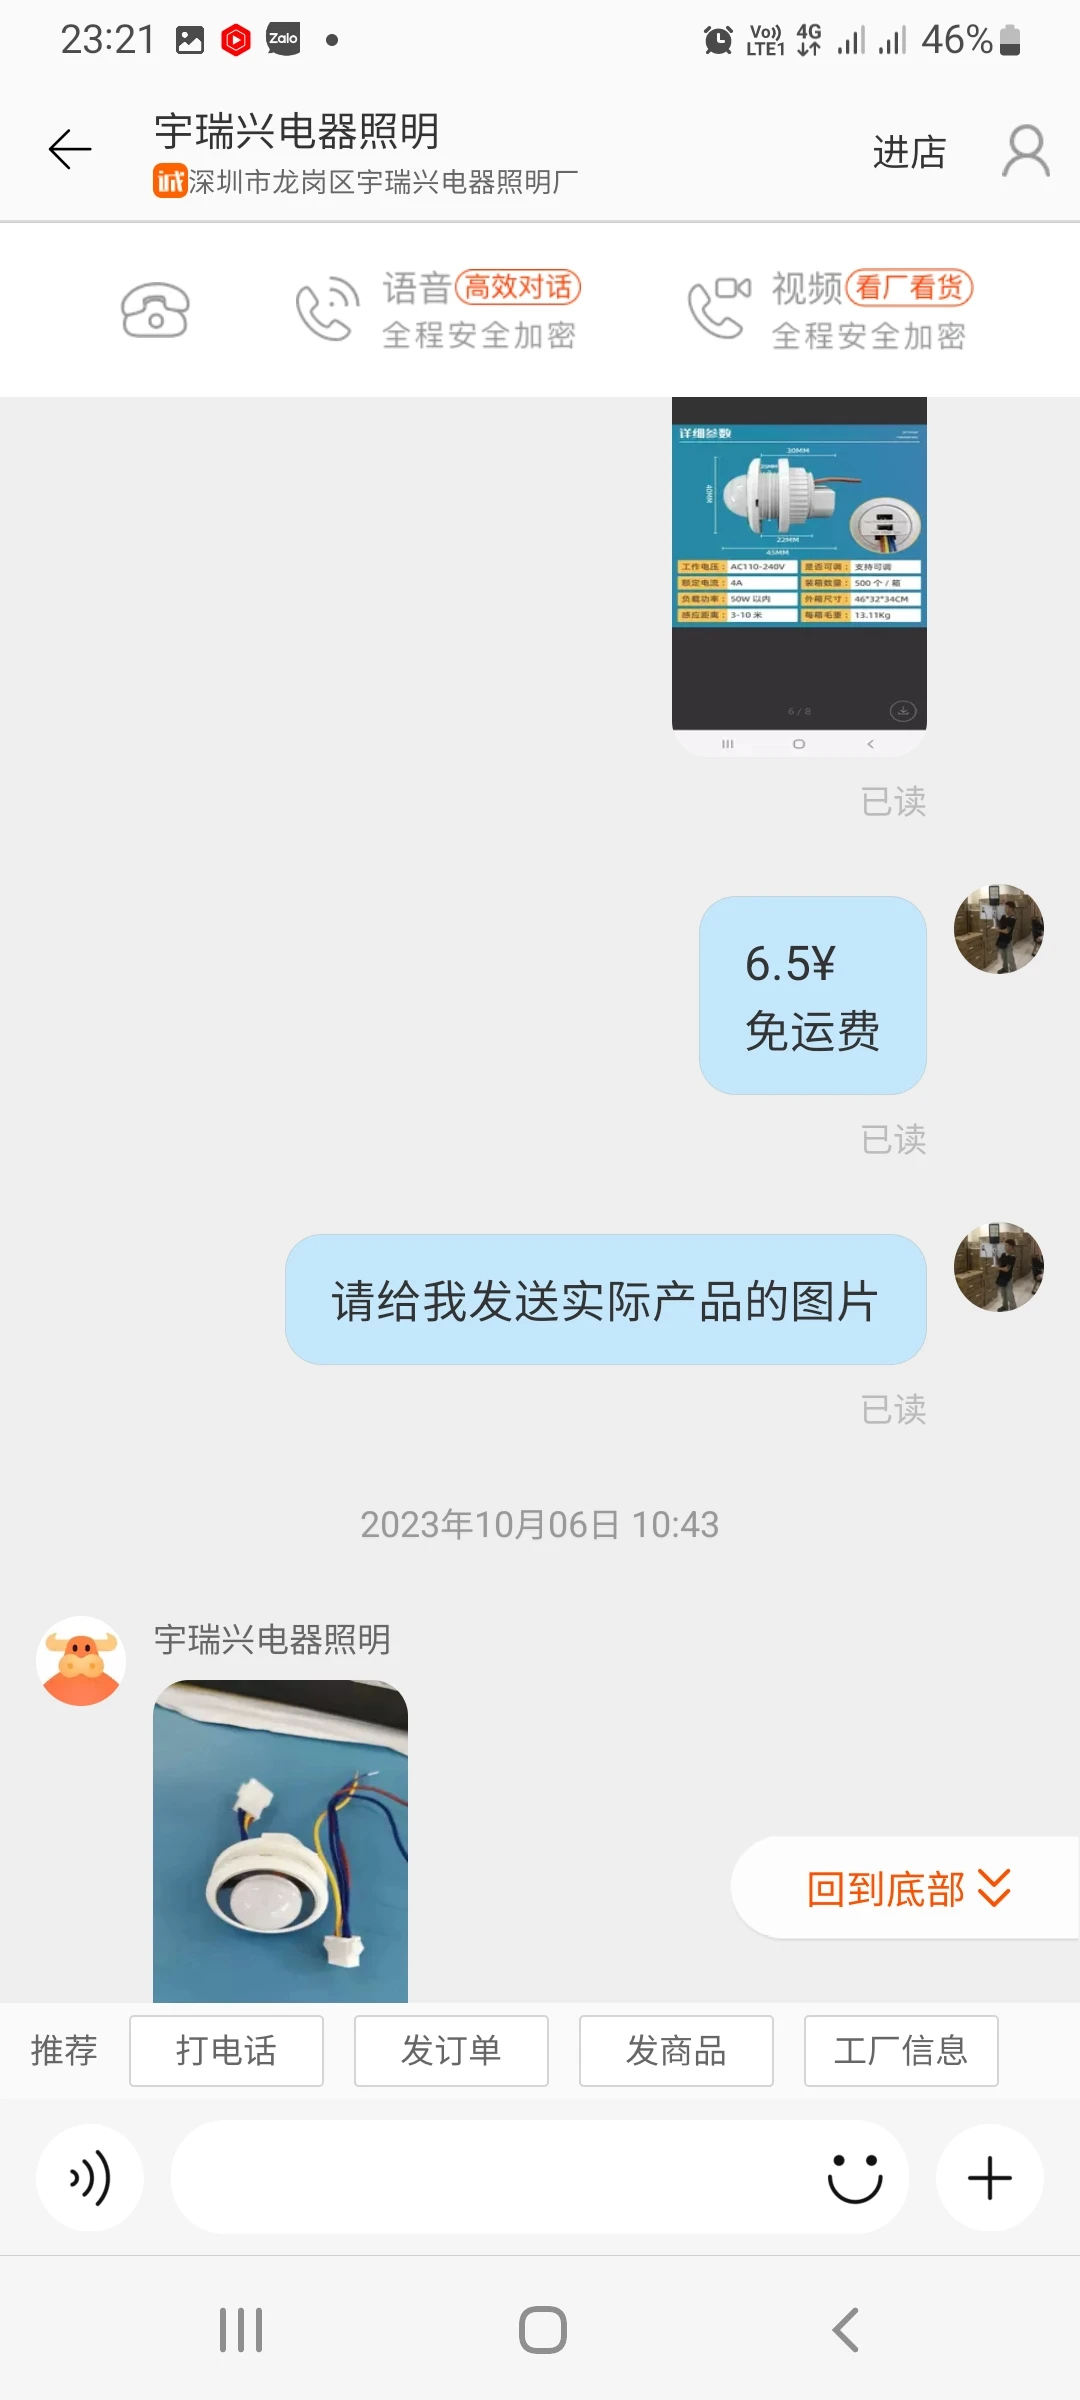 23:21
Zalo
Vo)) LTE1
4G
46%
宇瑞兴电器照明
诚 深圳市龙岗区宇瑞兴电器照明厂
进店
语音 高效对话
全程安全加密
视频 看厂看货
全程安全加密
详细参数
30MM
40MM
22MM
45MM
工作电压： AC110-240V 是否可调： 支持可调
额定电流： 4A 装箱数量： 500 个 / 箱
负载功率： 50W 以内 外箱尺寸： 46*32*34CM
感应距离： 3-10 米 每箱毛重： 13.11Kg
6 / 8
已读
6.5¥
免运费
已读
请给我发送实际产品的图片
已读
2023年10月06日 10:43
宇瑞兴电器照明
回到底部
推荐
打电话
发订单
发商品
工厂信息